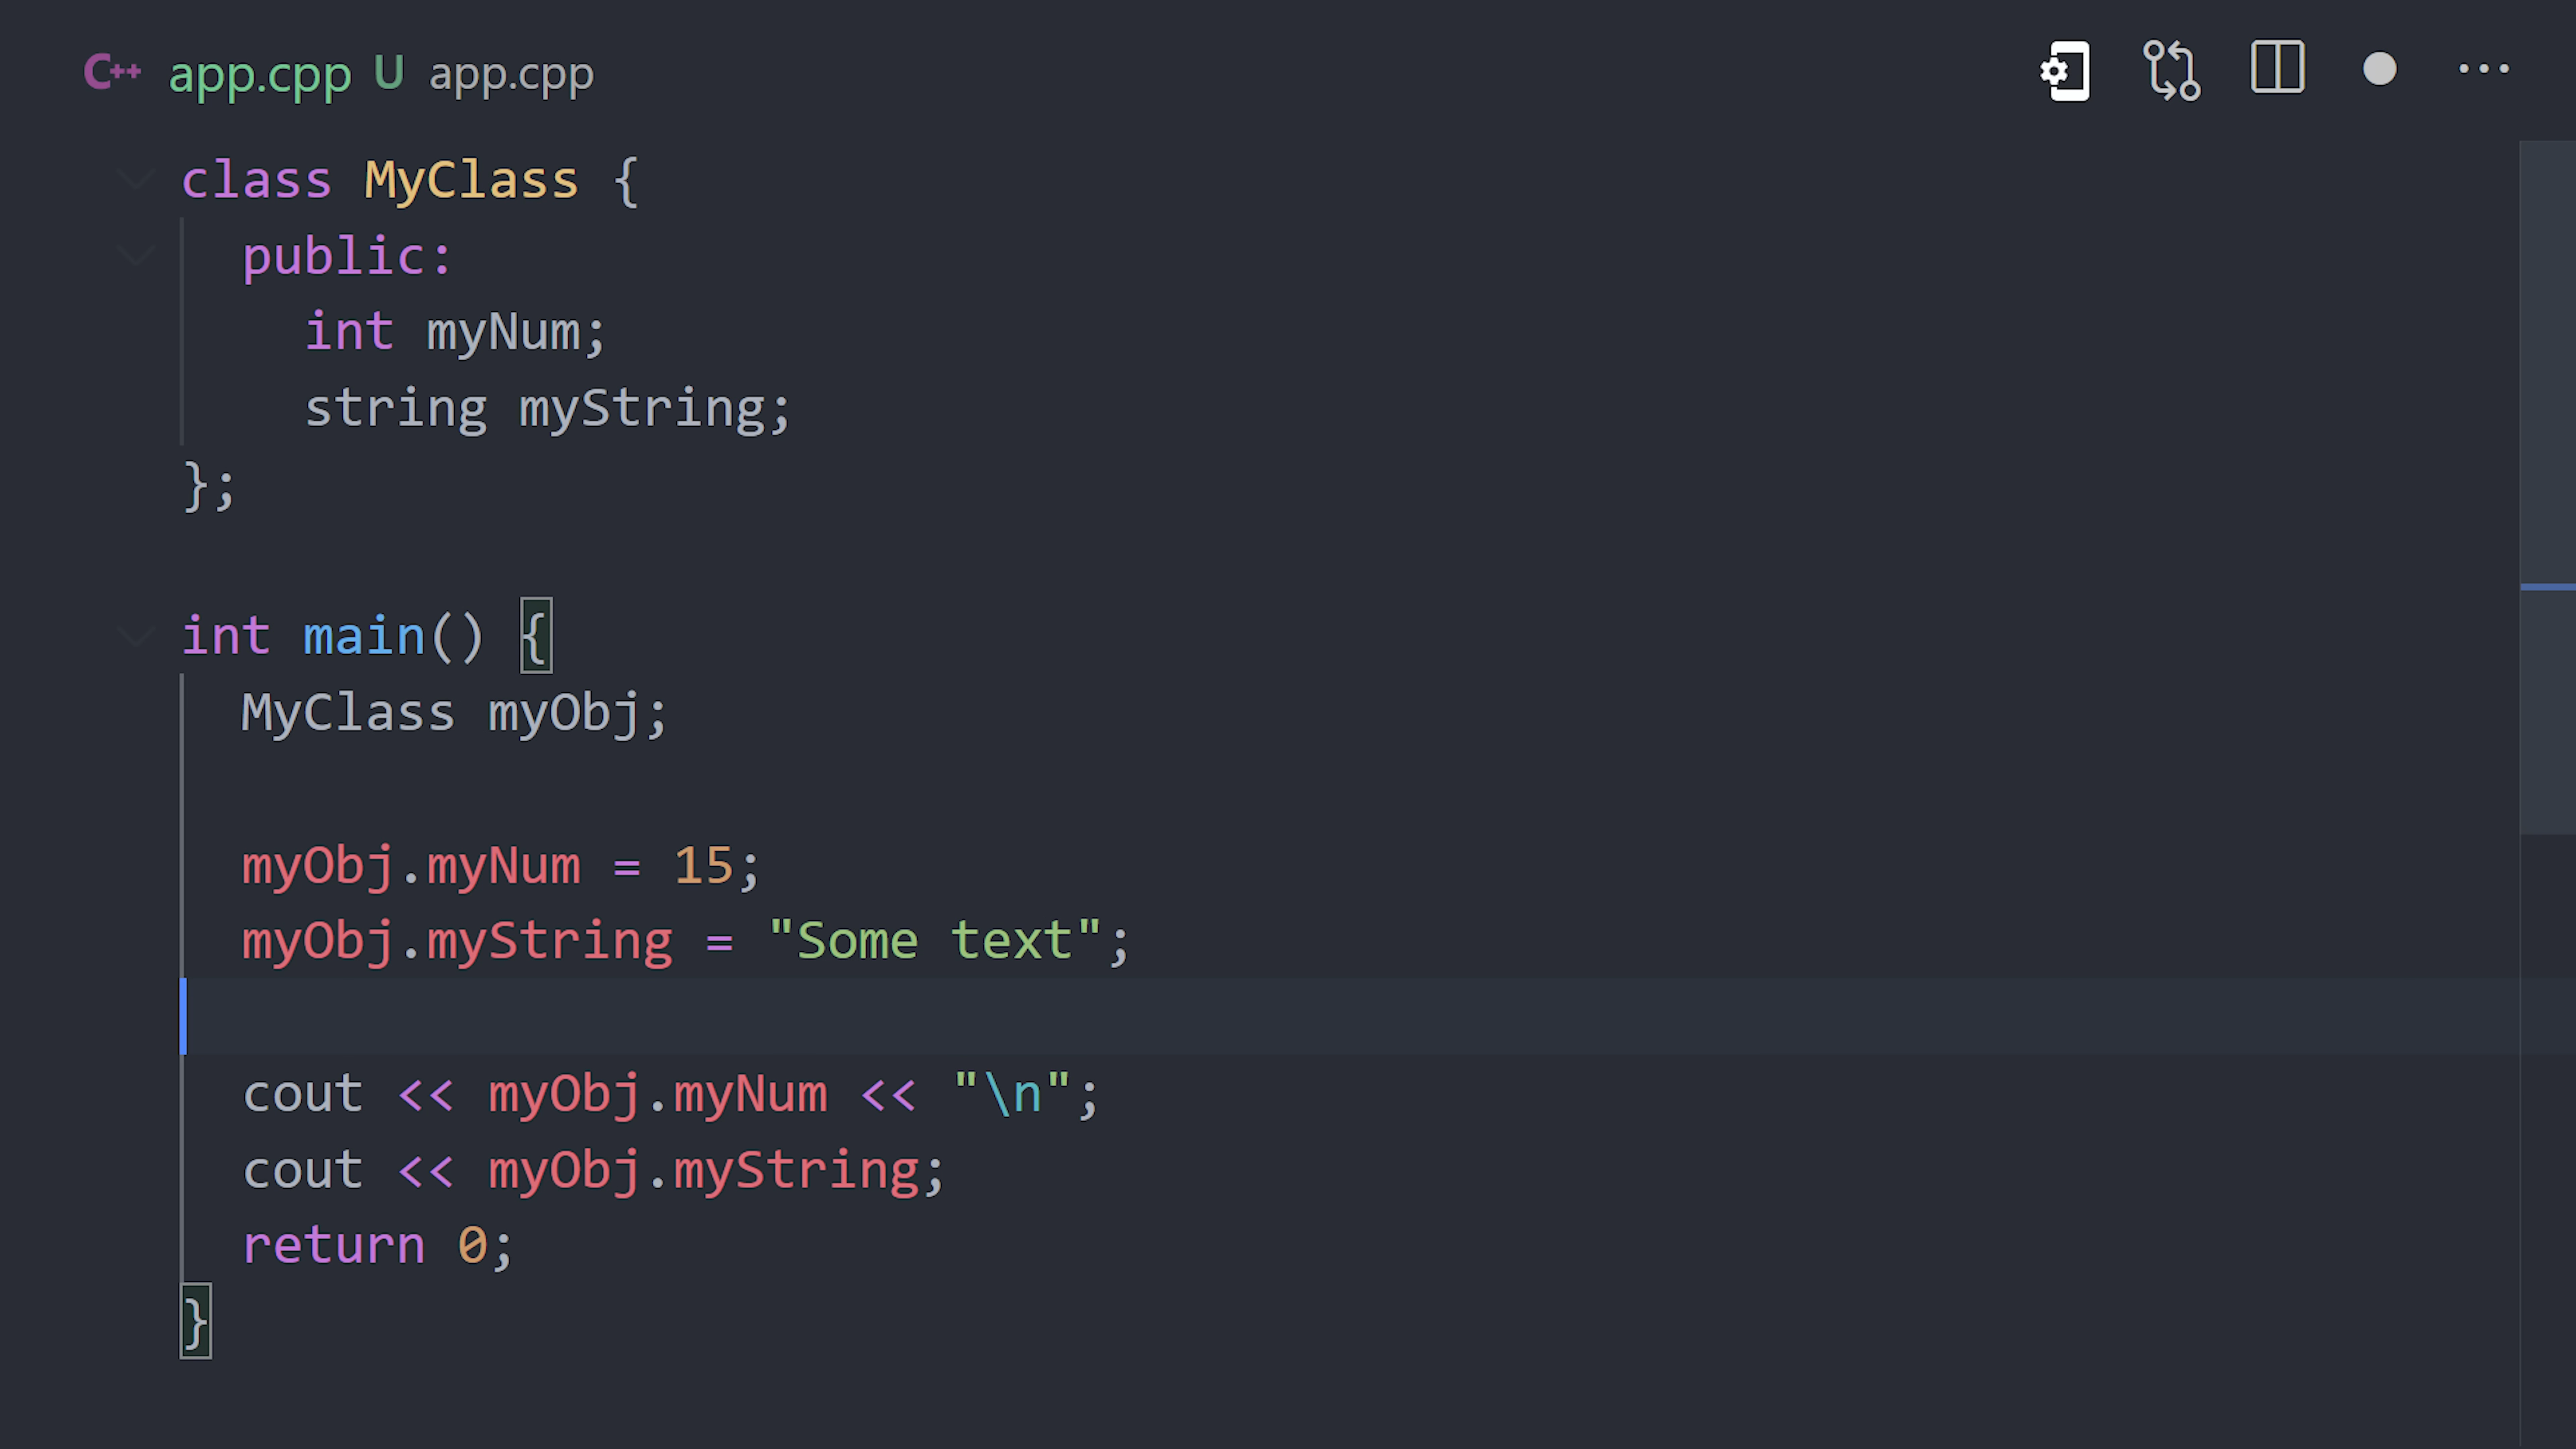 C++ app.cpp U app.cpp
class MyClass {
  public:
    int myNum;
    string myString;
};
int main() {
  MyClass myObj;
  myObj.myNum = 15;
  myObj.myString = "Some text";
  cout << myObj.myNum << "\n";
  cout << myObj.myString;
  return 0;
}